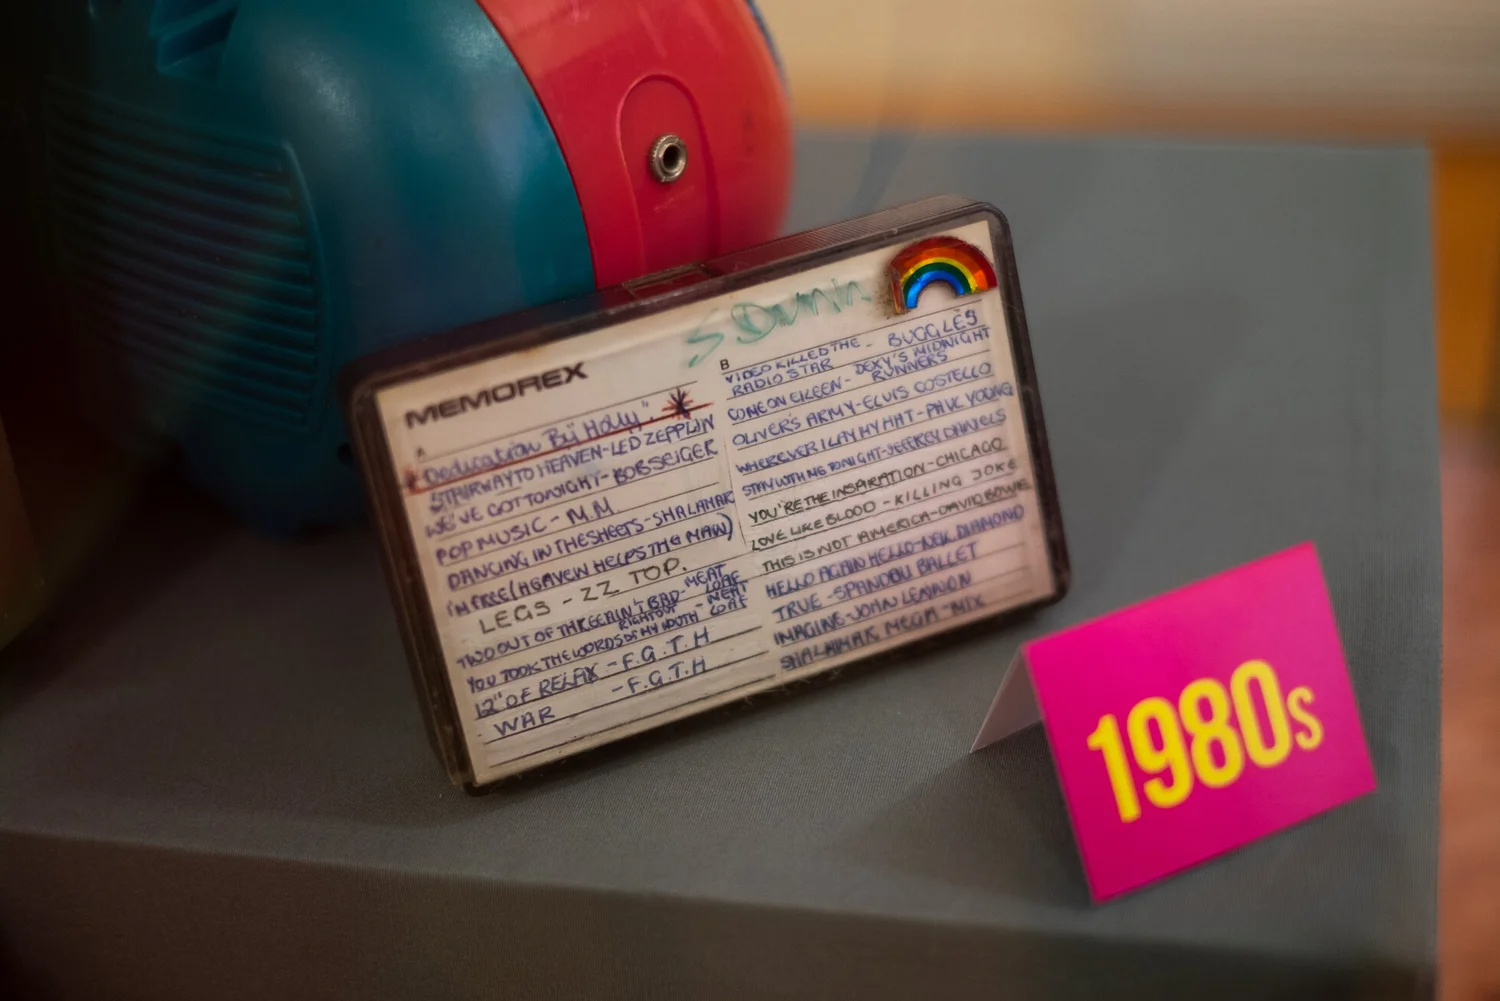 MEMOREX
S Dumin
A
"Dedication By Holly".
STAIRWAY TO HEAVEN-LED ZEPPLIN
WE'VE GOT TONIGHT-BOB SEIGER
POP MUSIC - M.M.
DANCING IN THE SHEETS-SHALAMAR
I'M FREE (HEAVEN HELPS THE MAN)
LEGS - ZZ TOP.
TWO OUT OF THREE AIN'T BAD- MEAT LOAF
YOU TOOK THE WORDS RIGHT OUT OF MY MOUTH - MEAT LOAF
12" OF RELAX - F.G.T.H
WAR - F.G.T.H
B
VIDEO KILLED THE - BUGGLES
RADIO STAR
COME ON EILEEN- DEXY'S MIDNIGHT RUNNERS
OLIVER'S ARMY-ELVIS COSTELLO
WHEREVER I LAY MY HAT-PAUL YOUNG
STAY WITH ME TONIGHT-JEFFREY DANIELS
YOU'RE THE INSPIRATION-CHICAGO
LOVE LIKE BLOOD - KILLING JOKE
THIS IS NOT AMERICA-DAVID BOWIE
HELLO AGAIN HELLO-NEIL DIAMOND
TRUE -SPANDAU BALLET
IMAGINE-JOHN LENNON
SHALAMAR MEGA-MIX
1980s